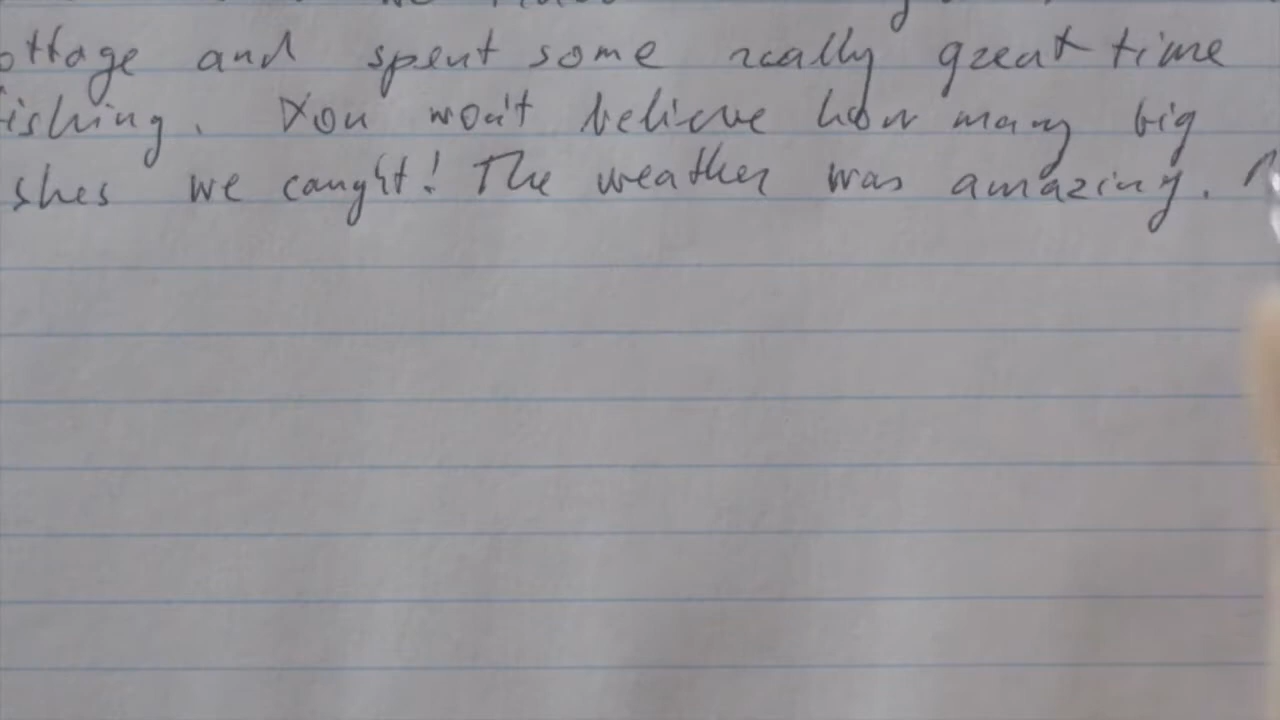 ottage and spent some really great time
ishing. You won't believe how many big
shes we caught! The weather was amazing.